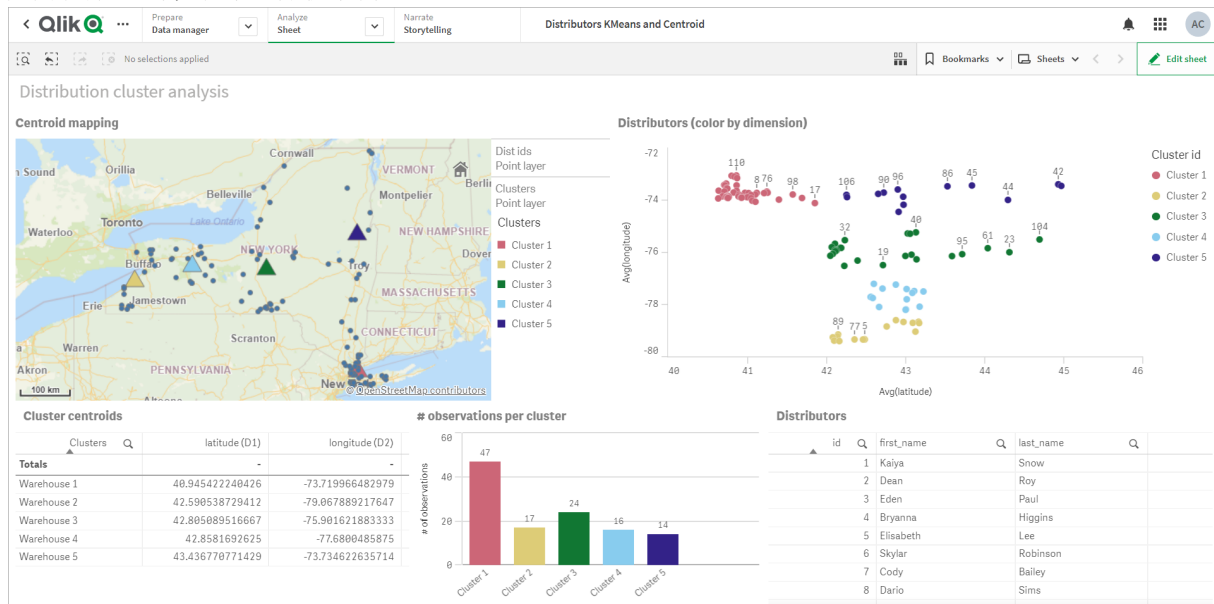 Qlik
Prepare
Data manager
Analyze
Sheet
Narrate
Storytelling
Distributors KMeans and Centroid
AC
No selections applied
Bookmarks
Sheets
Edit sheet
Distribution cluster analysis
Centroid mapping
n Sound
Orillia
Cornwall
VERMONT
Berlin
Montpelier
Belleville
Toronto
Lake Ontario
Waterloo
NEW HAMPSHIRE
NEW YORK
Dover
Buffalo
Troy
MASSACHUSETTS
Erie
Jamestown
CONNECTICUT
Scranton
a
Warren
Akron
PENNSYLVANIA
New
100 km
© OpenStreetMap contributors
Dist ids
Point layer
Clusters
Point layer
Clusters
Cluster 1
Cluster 2
Cluster 3
Cluster 4
Cluster 5
Distributors (color by dimension)
-72
-74
-76
-78
-80
Avg(longitude)
110
8
76
98
17
106
90
96
86
45
44
42
32
40
19
95
61
23
104
89
77
5
40
41
42
43
44
45
46
Avg(latitude)
Cluster id
Cluster 1
Cluster 2
Cluster 3
Cluster 4
Cluster 5
Cluster centroids
Clusters latitude (D1) longitude (D2)
Totals - -
Warehouse 1 40.945422240426 -73.719966482979
Warehouse 2 42.590538729412 -79.067889217647
Warehouse 3 42.805089516667 -75.901621883333
Warehouse 4 42.8581692625 -77.6800485875
Warehouse 5 43.436770771429 -73.734622635714
# observations per cluster
60
40
20
0
# of observations
47
17
24
16
14
Cluster 1
Cluster 2
Cluster 3
Cluster 4
Cluster 5
Distributors
id first_name last_name
1 Kaiya Snow
2 Dean Roy
3 Eden Paul
4 Bryanna Higgins
5 Elisabeth Lee
6 Skylar Robinson
7 Cody Bailey
8 Dario Sims